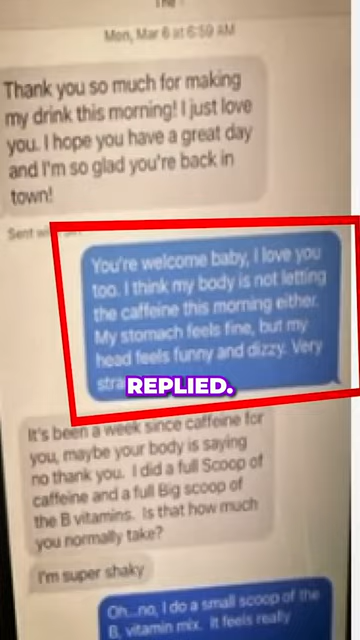 Mon, Mar 6 at 6:59 AM
Thank you so much for making
my drink this morning! I just love
you. I hope you have a great day
and I'm so glad you're back in
town!
Sent
You're welcome baby, I love you
too. I think my body is not letting
the caffeine this morning either.
My stomach feels fine, but my
head feels funny and dizzy. Very
REPLIED.
It's been a week since caffeine for
you, maybe your body is saying
no thank you. I did a full Scoop of
caffeine and a full Big scoop of
the B vitamins. Is that how much
you normally take?
I'm super shaky
Oh...no, I do a small scoop of the
B, vitamin mix. It feels really